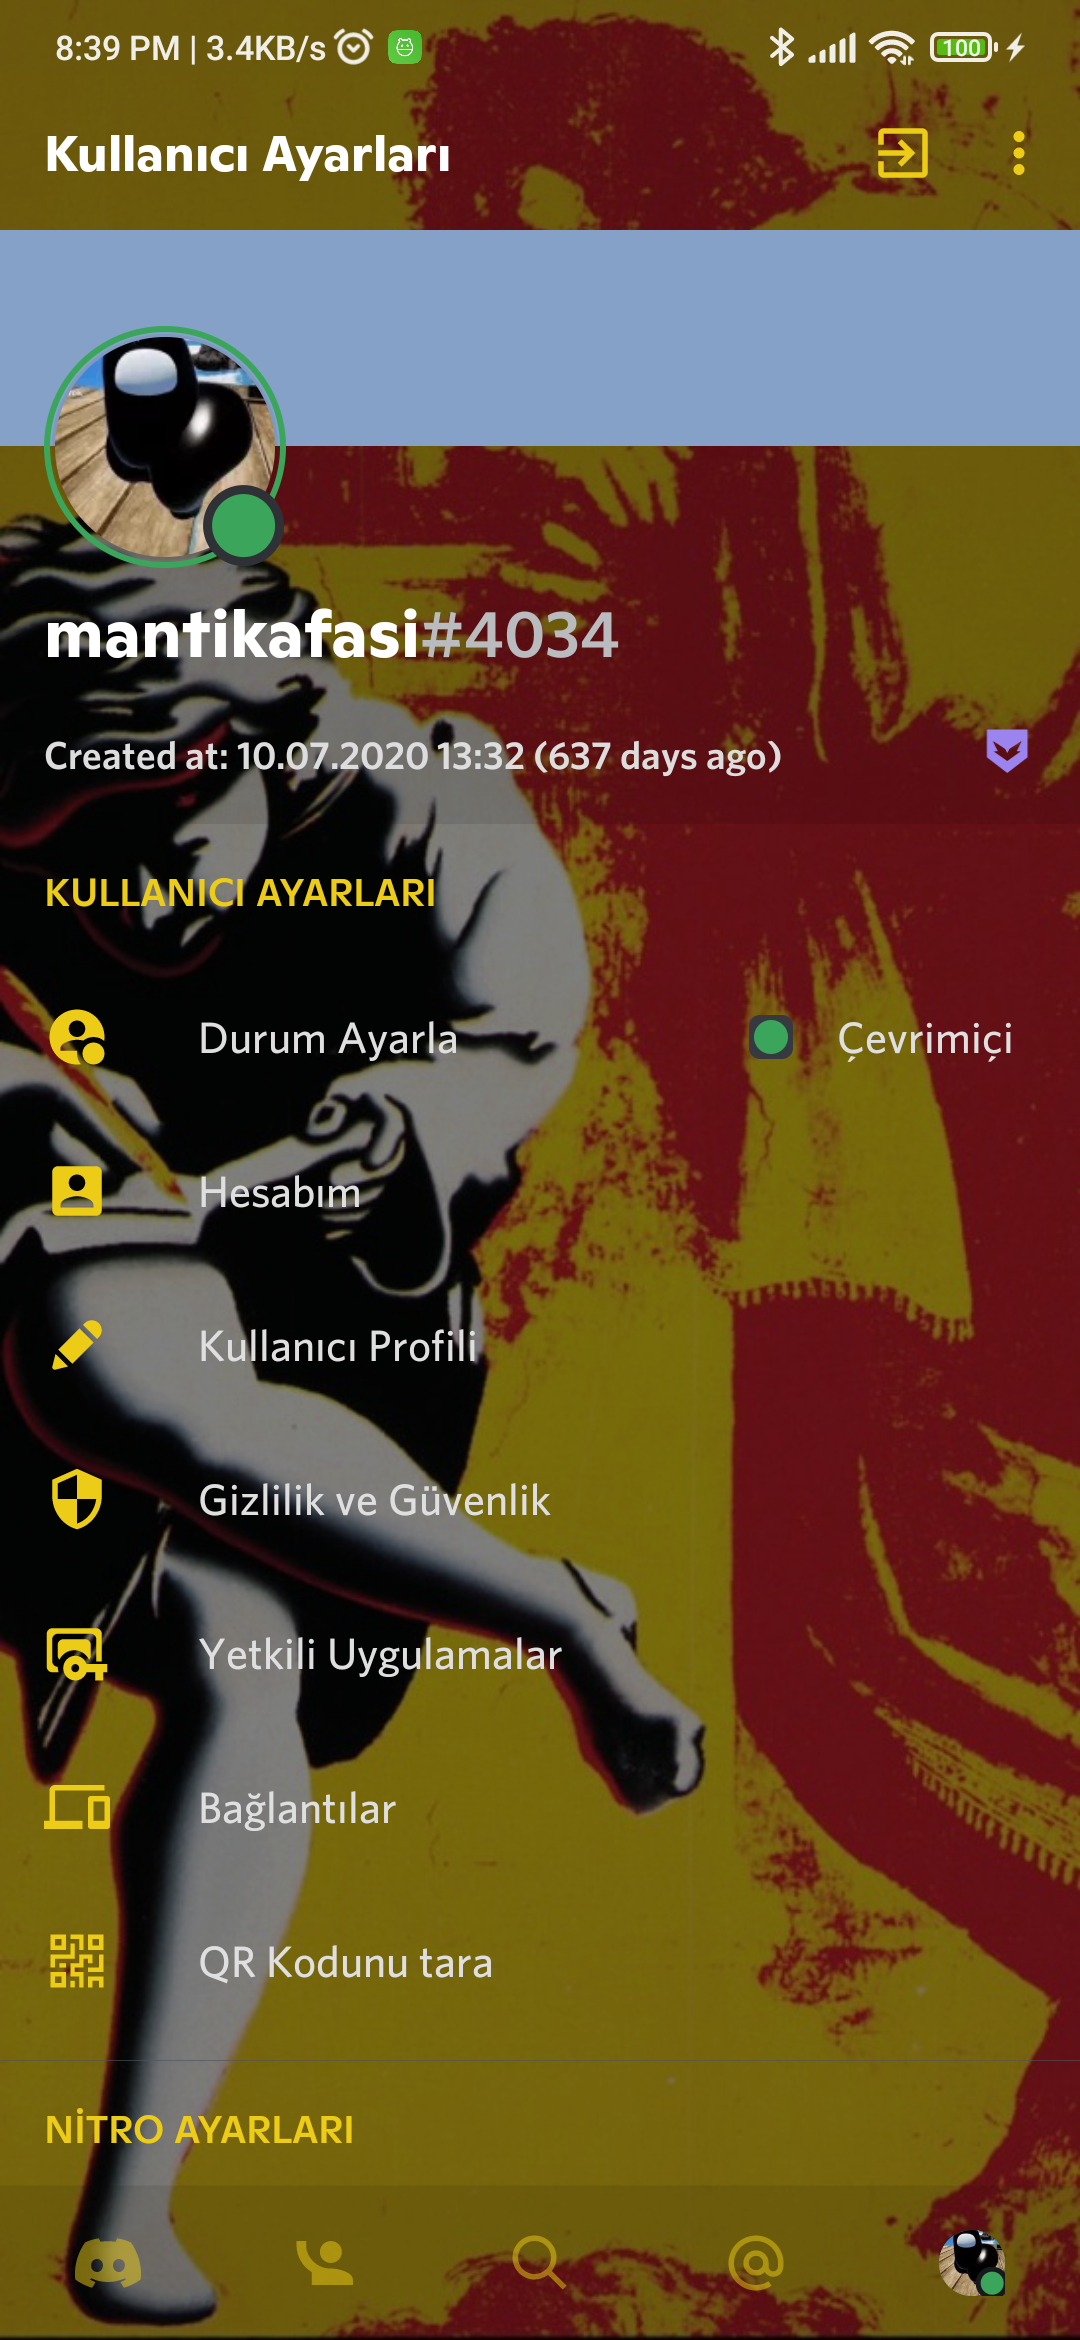 8:39 PM | 3.4KB/s 100
Kullanıcı Ayarları
mantikafasi#4034
Created at: 10.07.2020 13:32 (637 days ago)
KULLANICI AYARLARI
Durum Ayarla Çevrimiçi
Hesabım
Kullanıcı Profili
Gizlilik ve Güvenlik
Yetkili Uygulamalar
Bağlantılar
QR Kodunu tara
NİTRO AYARLARI